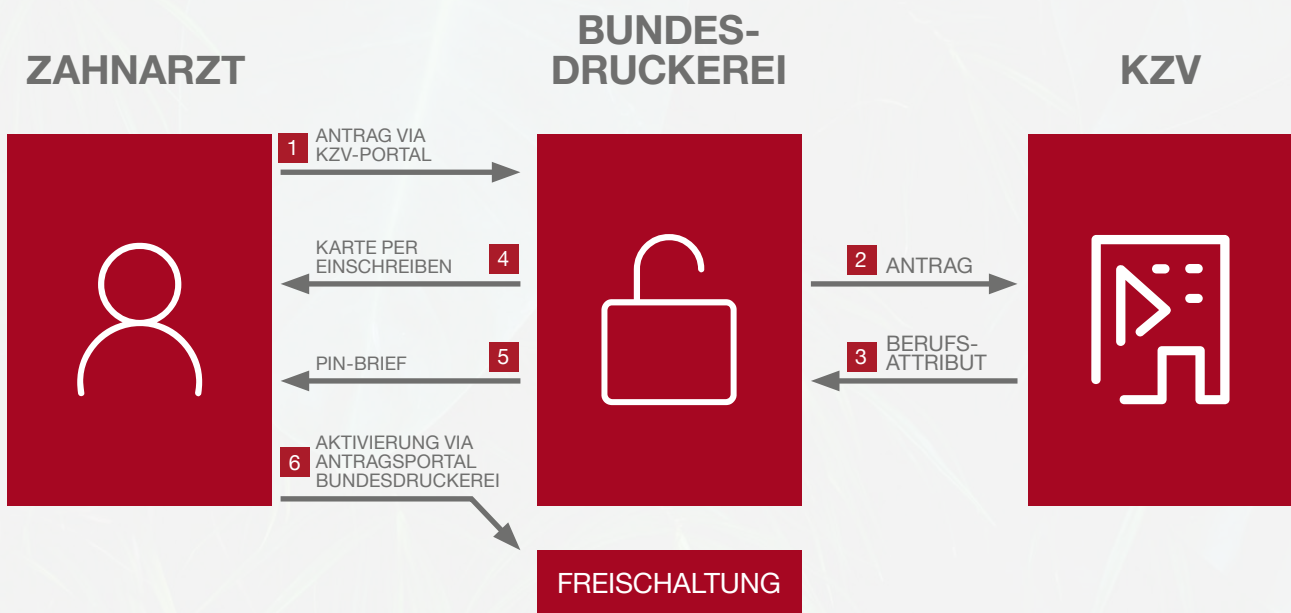 ZAHNARZT
BUNDES-
DRUCKEREI
KZV
1
ANTRAG VIA
KZV-PORTAL
KARTE PER
EINSCHREIBEN
4
2
ANTRAG
PIN-BRIEF
5
3
BERUFS-
ATTRIBUT
6
AKTIVIERUNG VIA
ANTRAGSPORTAL
BUNDESDRUCKEREI
FREISCHALTUNG